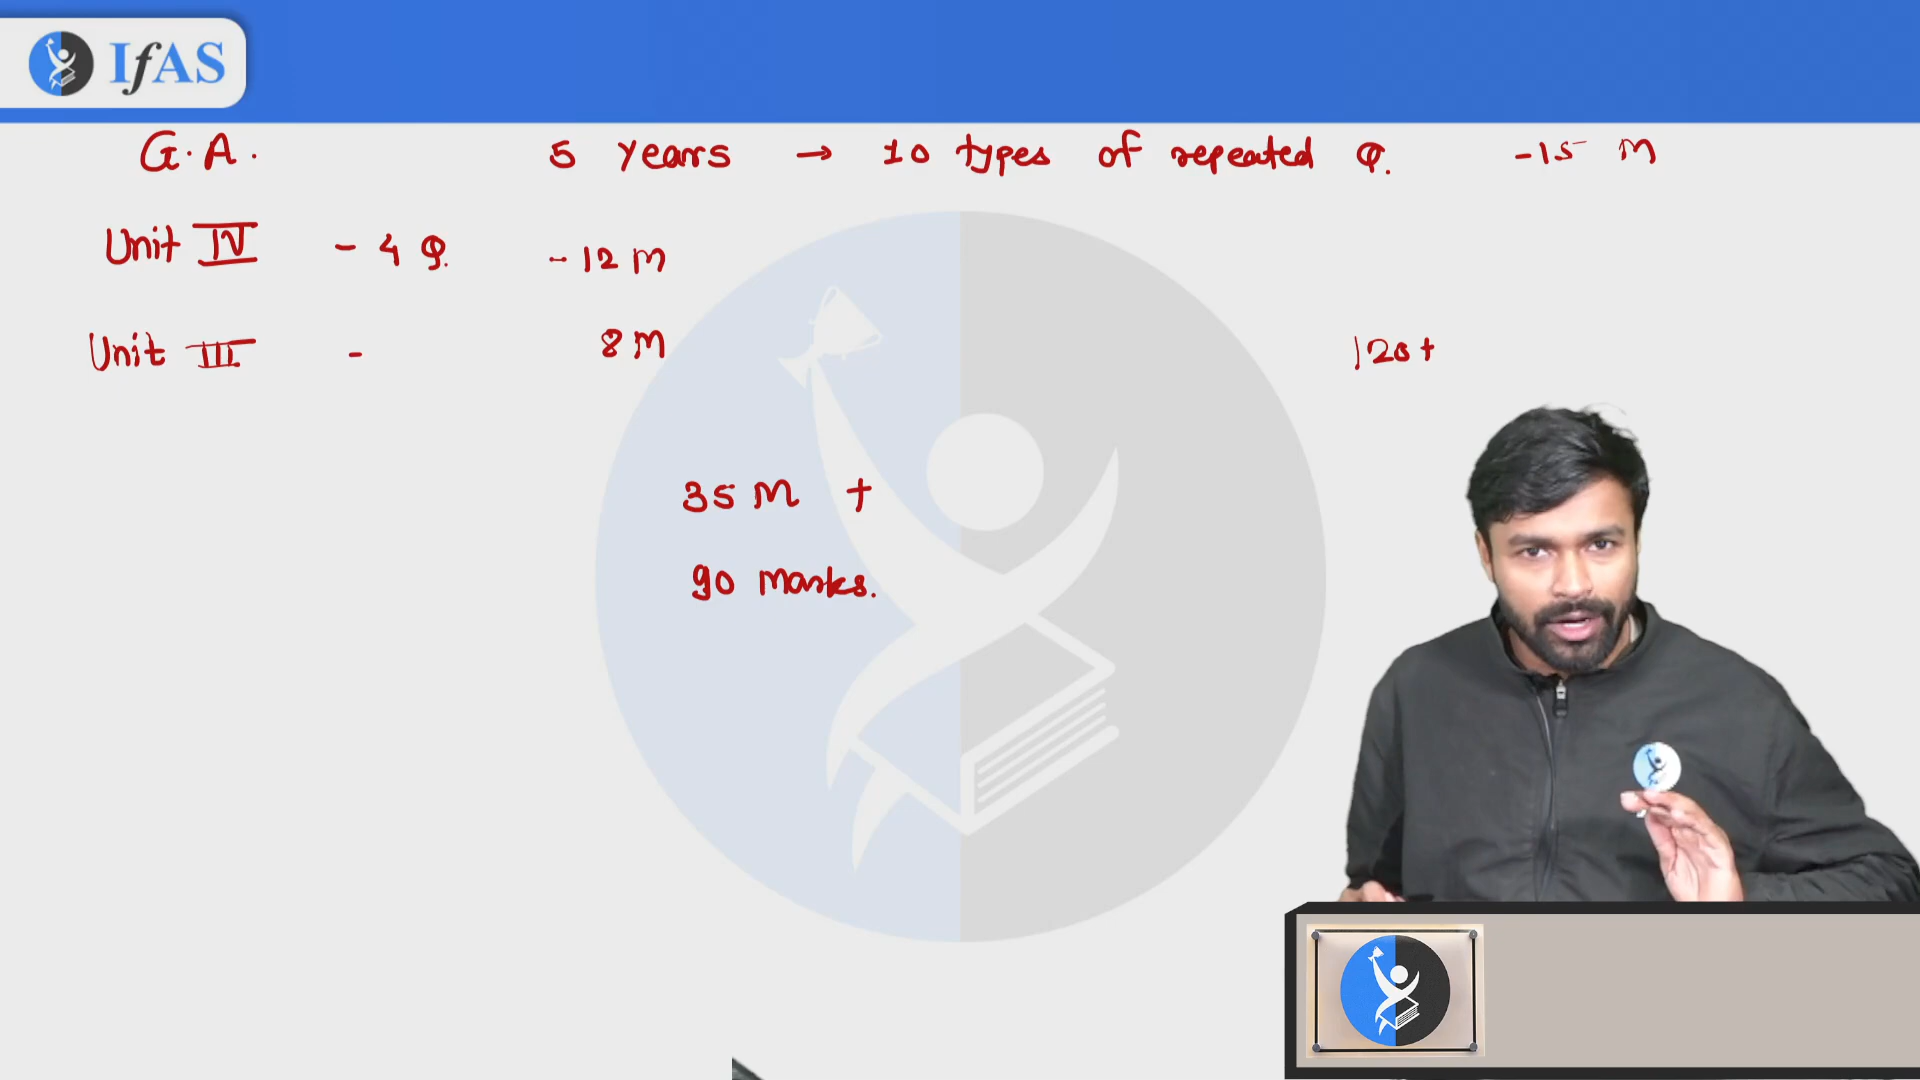 IfAS
G.A. 5 years → 10 types of repeated Q. -15 M
Unit IV - 4 Q. - 12 M
Unit III - 8 M
120+
35 M +
90 marks.